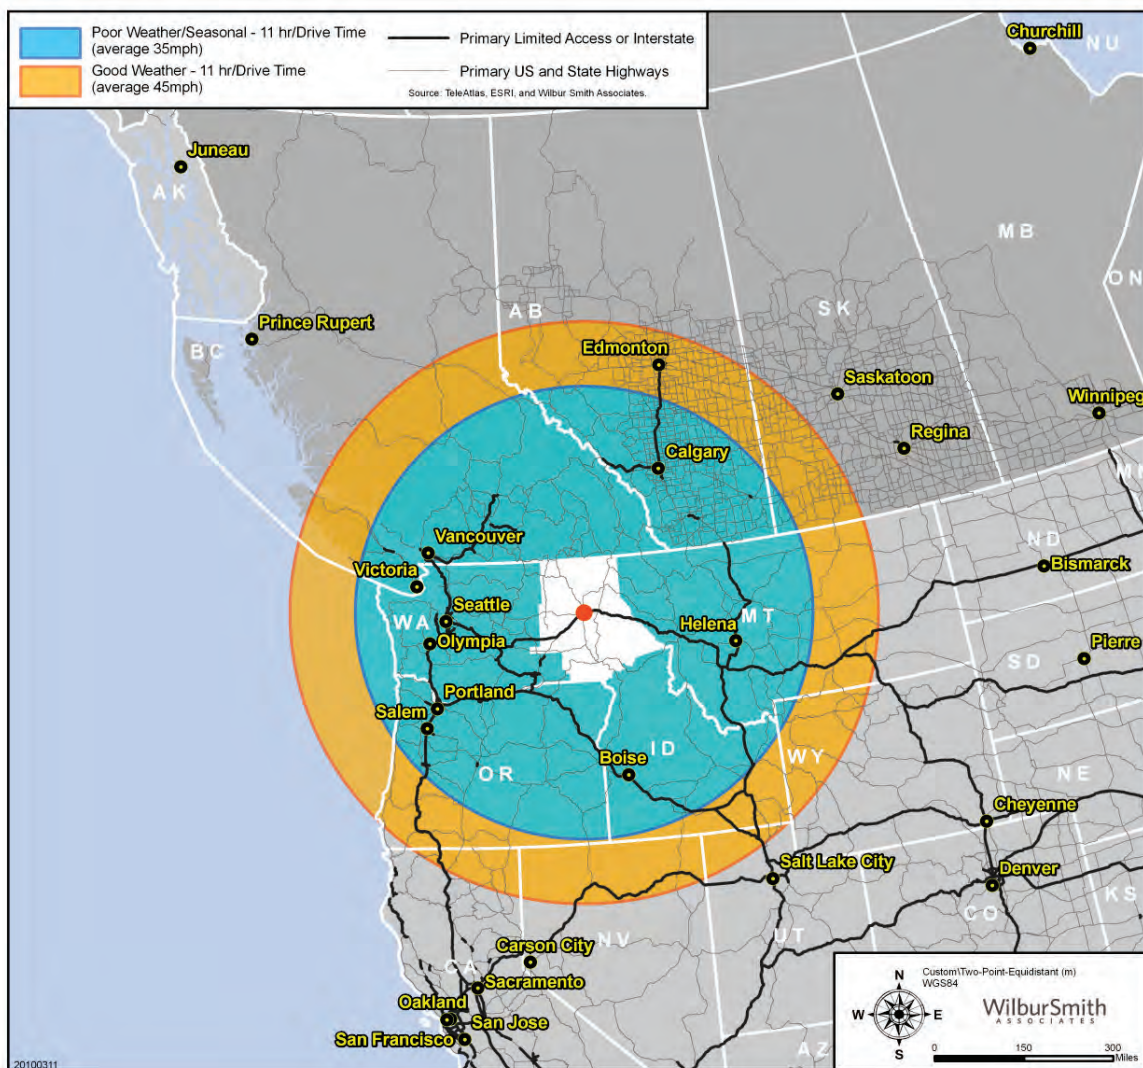 Poor Weather/Seasonal - 11 hr/Drive Time
(average 35mph)
Good Weather - 11 hr/Drive Time
(average 45mph)
Primary Limited Access or Interstate
Primary US and State Highways
Source: TeleAtlas, ESRI, and Wilbur Smith Associates.
Churchill
NU
Juneau
AK
MB
ON
Prince Rupert
BC
AB
SK
Edmonton
Saskatoon
Winnipeg
Regina
Calgary
Vancouver
ND
Bismarck
Victoria
Seattle
WA
Olympia
Helena
MT
Pierre
SD
Portland
Salem
ID
Boise
OR
WY
NE
Cheyenne
Salt Lake City
Denver
KS
CO
UT
NV
Carson City
CA
Sacramento
Oakland
San Jose
San Francisco
AZ
Custom\Two-Point-Equidistant (m)
WGS84
N
W
E
S
WilburSmith
ASSOCIATES
0
150
300
Miles
20100311